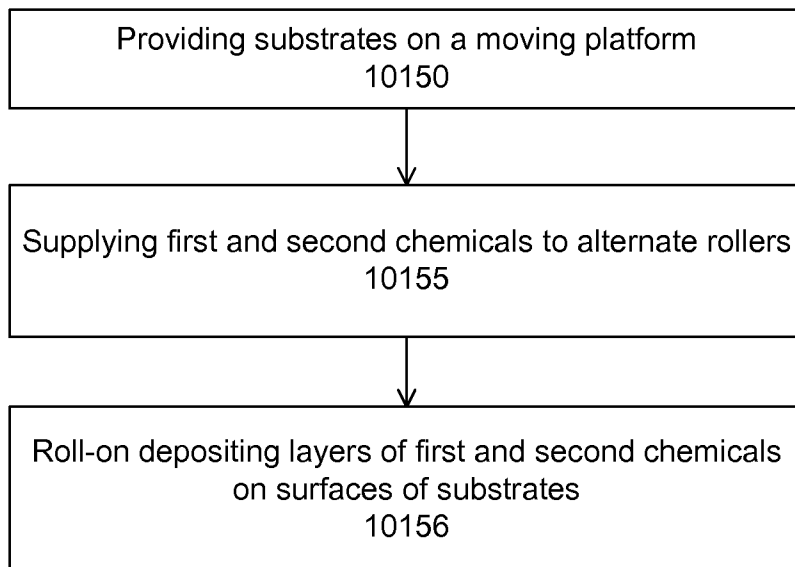 Providing substrates on a moving platform
10150
Supplying first and second chemicals to alternate rollers
10155
Roll-on depositing layers of first and second chemicals
on surfaces of substrates
10156